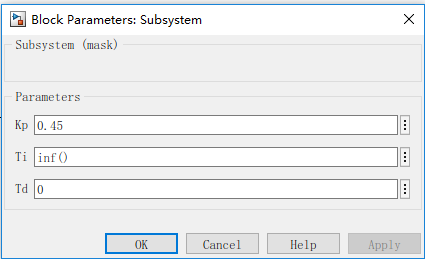 Block Parameters: Subsystem
Subsystem (mask)
Parameters
Kp 0.45
Ti inf()
Td 0
OK Cancel Help Apply